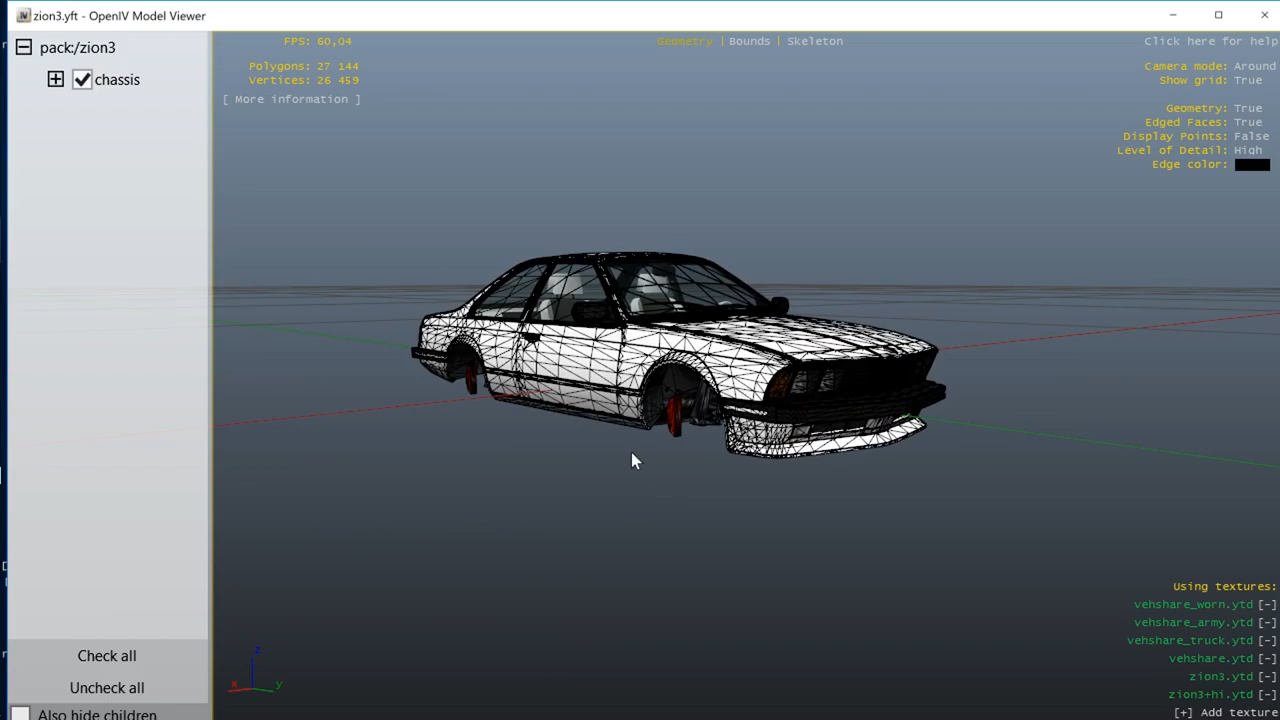 zion3.yft - OpenIV Model Viewer
pack:/zion3
chassis
FPS: 60,04
Geometry | Bounds | Skeleton
Click here for help
Polygons: 27 144
Vertices: 26 459
[ More information ]
Camera mode: Around
Show grid: True
Geometry: True
Edged Faces: True
Display Points: False
Level of Detail: High
Edge color:
z
x
y
Check all
Uncheck all
Also hide children
Using textures:
vehshare_worn.ytd [-]
vehshare_army.ytd [-]
vehshare_truck.ytd [-]
vehshare.ytd [-]
zion3.ytd [-]
zion3+hi.ytd [-]
[+] Add texture